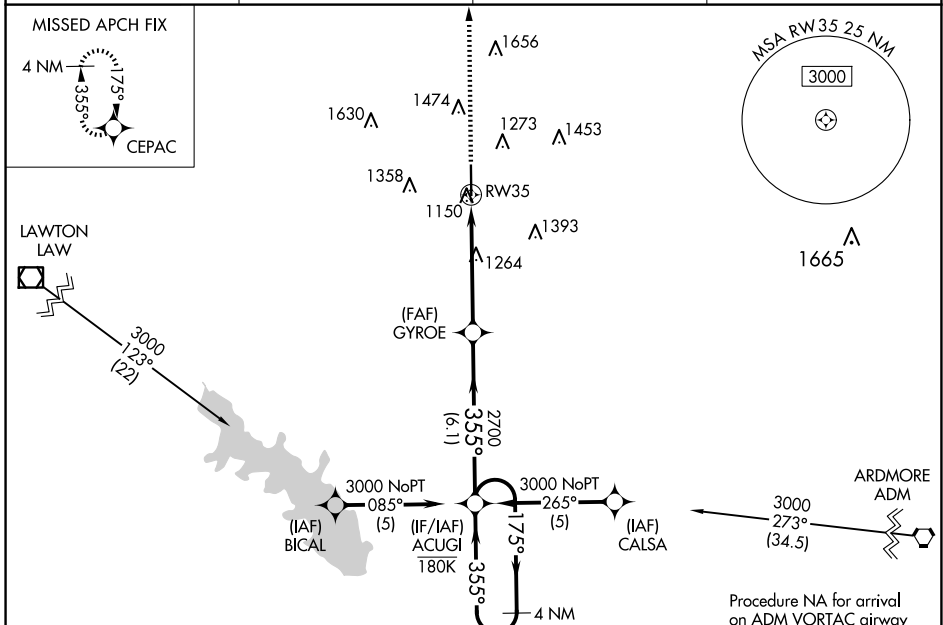 MISSED APCH FIX
4 NM
175°
355°
CEPAC
1656
1474
1630
1273
1453
1358
RW35
1150
1393
1264
MSA RW35 25 NM
3000
1665
LAWTON
LAW
3000
123°
(22)
(FAF)
GYROE
2700
355°
(6.1)
3000 NoPT
085°
(5)
(IAF)
BICAL
(IF/IAF)
ACUGI
180K
3000 NoPT
265°
(5)
(IAF)
CALSA
175°
355°
4 NM
ARDMORE
ADM
3000
273°
(34.5)
Procedure NA for arrival
on ADM VORTAC airway